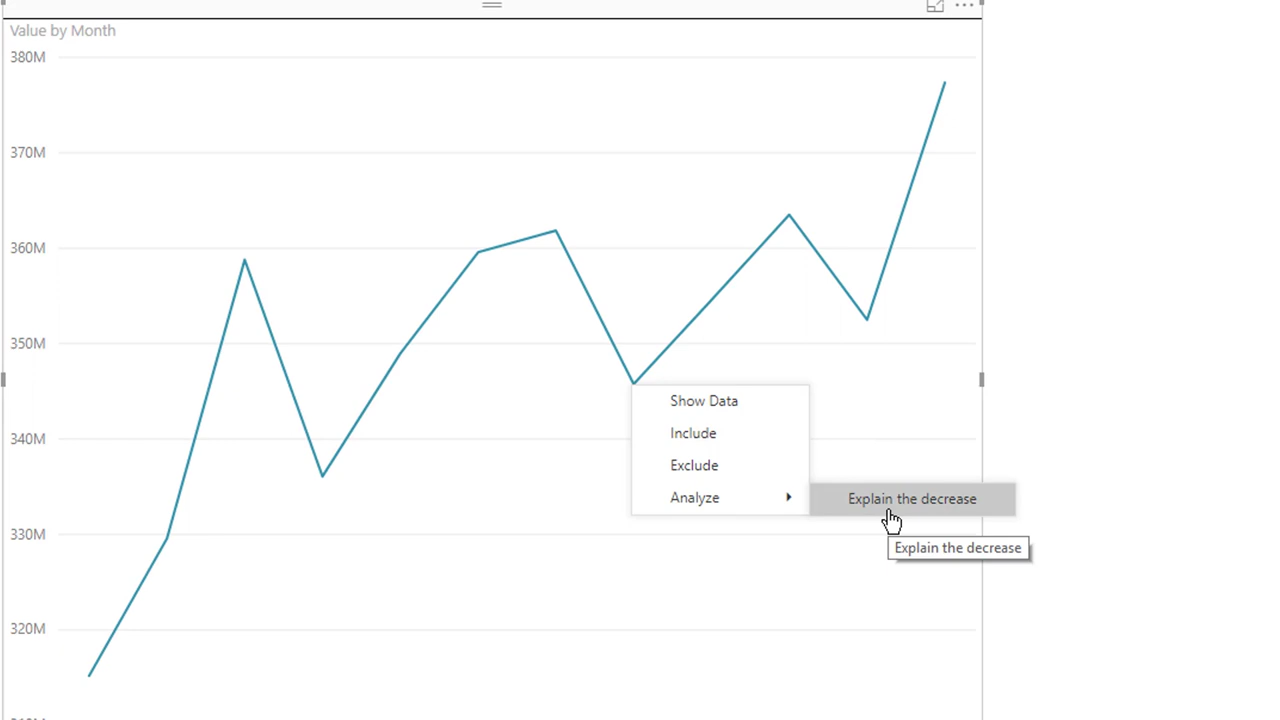 Value by Month
380M
370M
360M
350M
340M
330M
320M
Show Data
Include
Exclude
Analyze
Explain the decrease
Explain the decrease